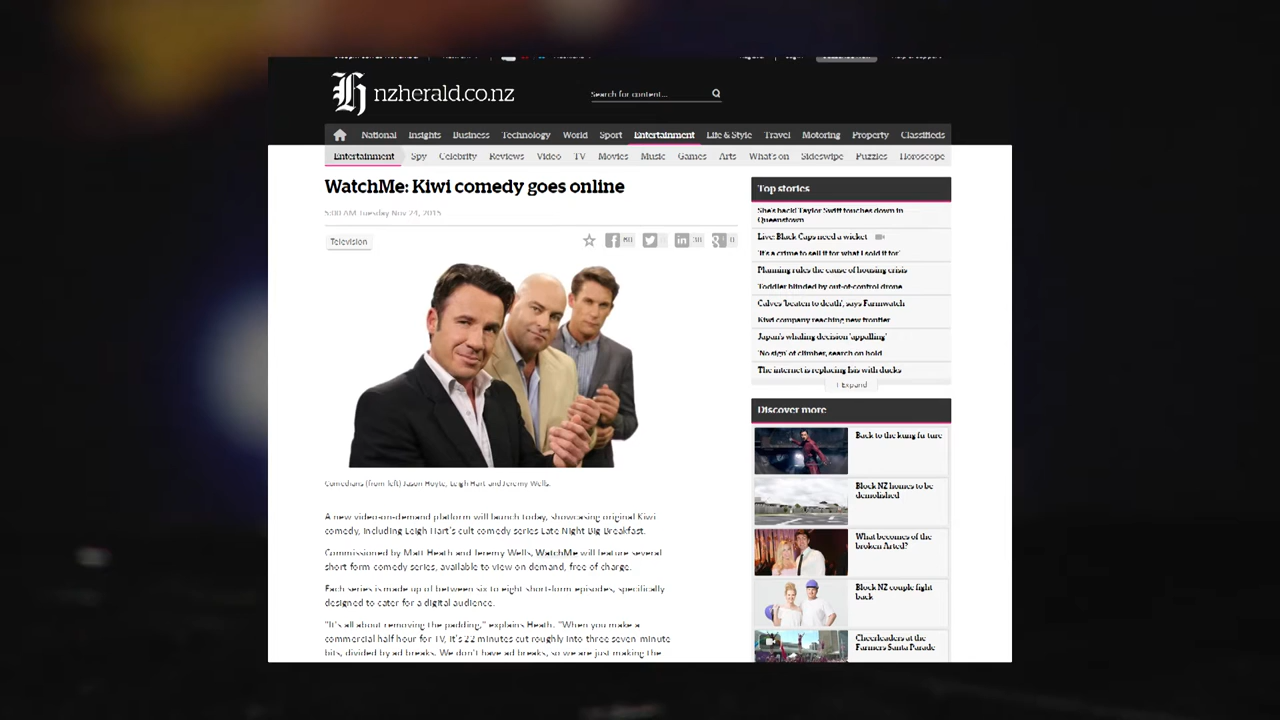 nzherald.co.nz
Search for content...
National Insights Business Technology World Sport Entertainment Life & Style Travel Motoring Property Classifieds
Entertainment Spy Celebrity Reviews Video TV Movies Music Games Arts What's on Sideswipe Puzzles Horoscope
WatchMe: Kiwi comedy goes online
5:00 AM Tuesday Nov 24, 2015
Television
Comedians (from left) Jason Hoyte, Leigh Hart and Jeremy Wells.
A new video-on-demand platform will launch today, showcasing original Kiwi
comedy, including Leigh Hart's cult comedy series Late Night Big Breakfast.
Commissioned by Matt Heath and Jeremy Wells, WatchMe will feature several
short form comedy series, available to view on demand, free of charge.
Each series is made up of between six to eight short-form episodes, specifically
designed to cater for a digital audience.
"It's all about removing the padding," explains Heath. "When you make a
commercial half hour for TV, it's 22 minutes cut roughly into three seven-minute
bits, divided by ad breaks. We don't have ad breaks, so we are just making the
Top stories
She's back! Taylor Swift touches down in
Queenstown
Live: Black Caps need a wicket
'It's a crime to sell it for what I sold it for'
Planning rules the cause of housing crisis
Toddler blinded by out-of-control drone
Calves 'beaten to death', says Farmwatch
Kiwi company reaching new frontier
Japan's whaling decision 'appalling'
'No sign' of climber, search on hold
The internet is replacing Isis with ducks
Expand
Discover more
Back to the kung fu-ture
Block NZ homes to be
demolished
What becomes of the
broken Arted?
Block NZ couple fight
back
Cheerleaders at the
Farmers Santa Parade